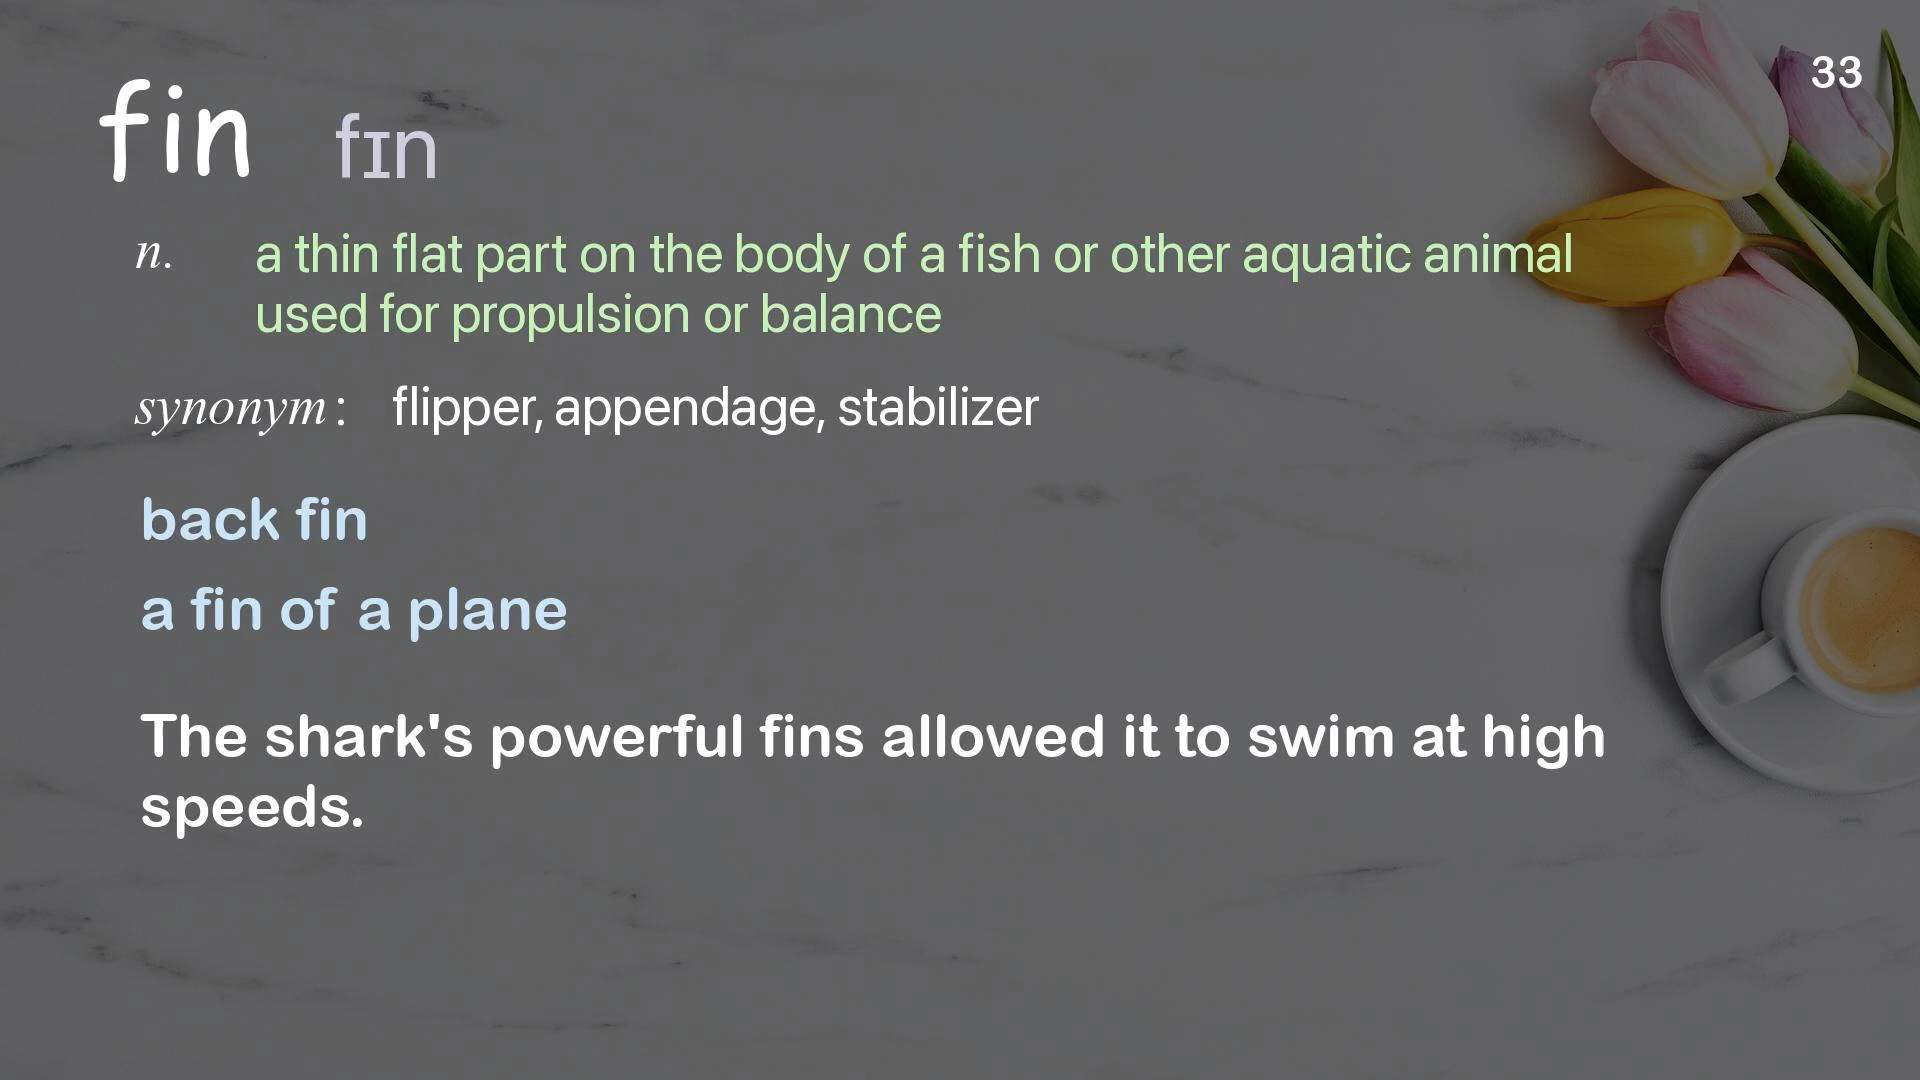 33
fin fɪn
n. a thin flat part on the body of a fish or other aquatic animal
used for propulsion or balance
synonym: flipper, appendage, stabilizer
back fin
a fin of a plane
The shark's powerful fins allowed it to swim at high
speeds.